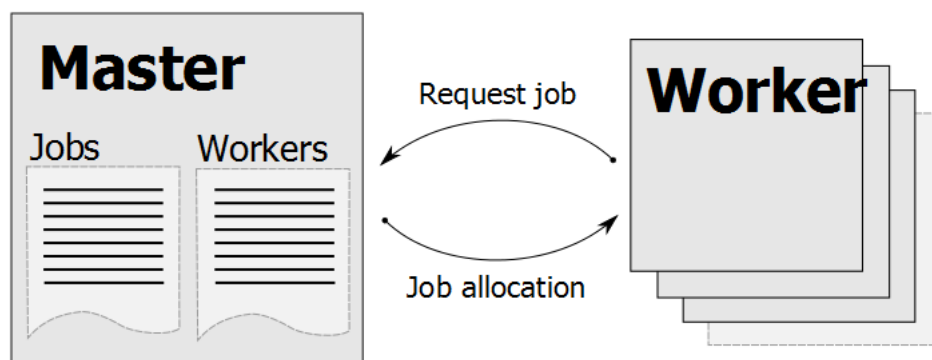 Master
Jobs
Workers
Request job
Job allocation
Worker